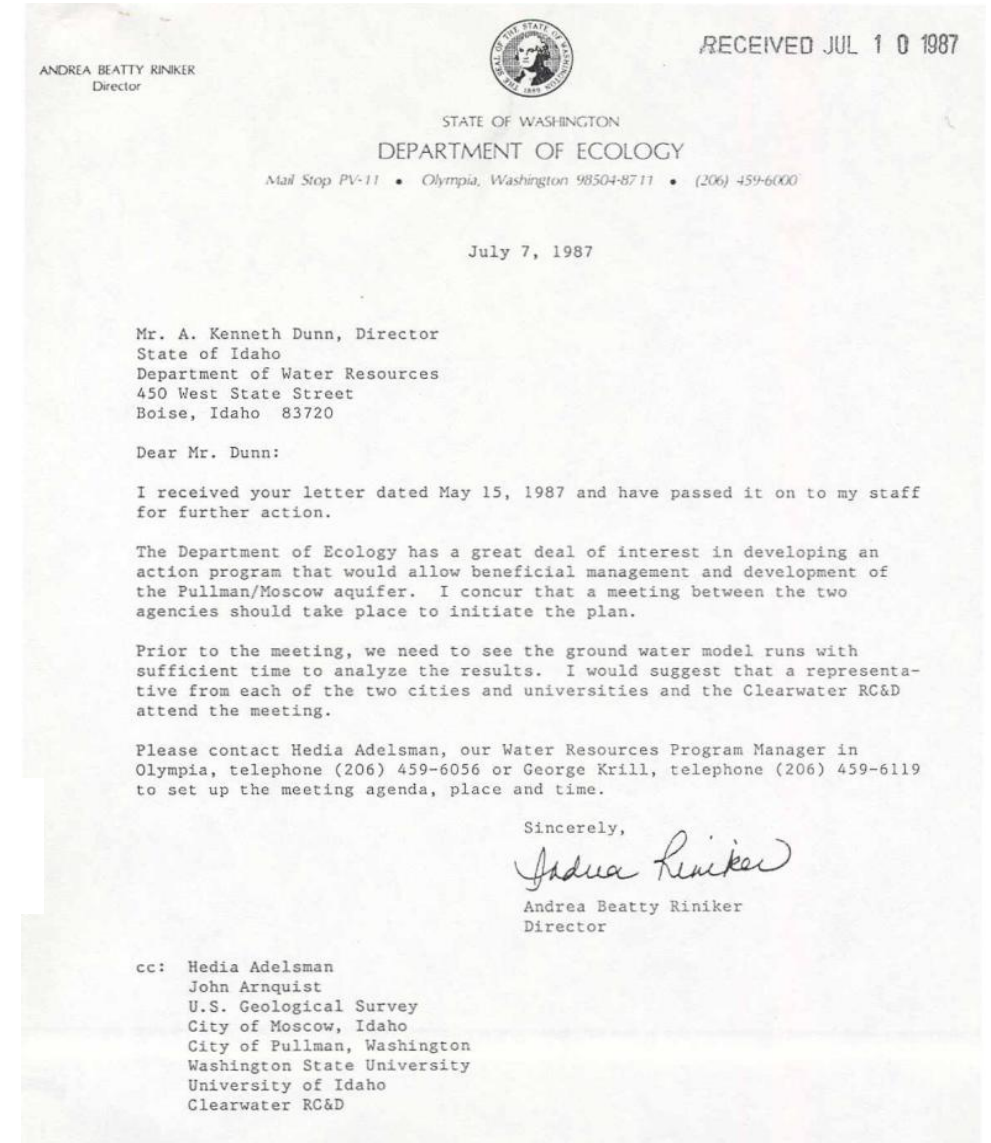 RECEIVED JUL 10 1987
ANDREA BEATTY RINIKER
Director
THE SEAL OF THE STATE OF WASHINGTON
1889
STATE OF WASHINGTON
DEPARTMENT OF ECOLOGY
Mail Stop PV-11 • Olympia, Washington 98504-8711 • (206) 459-6000
July 7, 1987
Mr. A. Kenneth Dunn, Director
State of Idaho
Department of Water Resources
450 West State Street
Boise, Idaho 83720
Dear Mr. Dunn:
I received your letter dated May 15, 1987 and have passed it on to my staff
for further action.
The Department of Ecology has a great deal of interest in developing an
action program that would allow beneficial management and development of
the Pullman/Moscow aquifer. I concur that a meeting between the two
agencies should take place to initiate the plan.
Prior to the meeting, we need to see the ground water model runs with
sufficient time to analyze the results. I would suggest that a representa-
tive from each of the two cities and universities and the Clearwater RC&D
attend the meeting.
Please contact Hedia Adelsman, our Water Resources Program Manager in
Olympia, telephone (206) 459-6056 or George Krill, telephone (206) 459-6119
to set up the meeting agenda, place and time.
Sincerely,
Andrea Riniker
Andrea Beatty Riniker
Director
cc: Hedia Adelsman
John Arnquist
U.S. Geological Survey
City of Moscow, Idaho
City of Pullman, Washington
Washington State University
University of Idaho
Clearwater RC&D